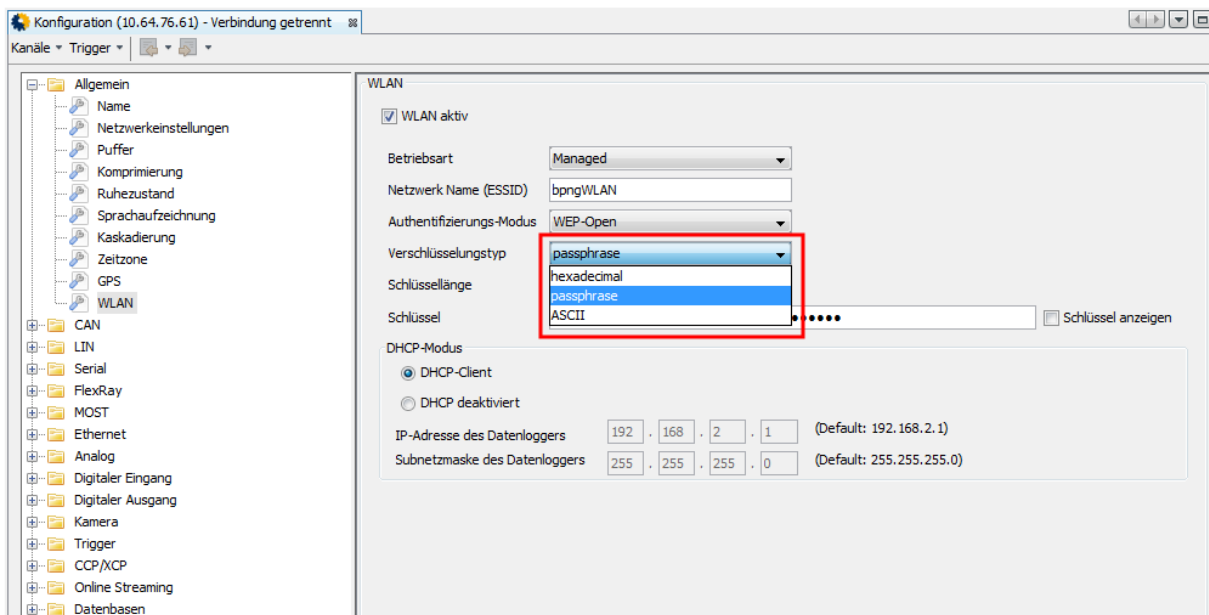 Konfiguration (10.64.76.61) - Verbindung getrennt
Kanäle Trigger
Allgemein
Name
Netzwerkeinstellungen
Puffer
Komprimierung
Ruhezustand
Sprachaufzeichnung
Kaskadierung
Zeitzone
GPS
WLAN
CAN
LIN
Serial
FlexRay
MOST
Ethernet
Analog
Digitaler Eingang
Digitaler Ausgang
Kamera
Trigger
CCP/XCP
Online Streaming
Datenbasen
WLAN
WLAN aktiv
Betriebsart Managed
Netzwerk Name (ESSID) bpngWLAN
Authentifizierungs-Modus WEP-Open
Verschlüsselungstyp passphrase
hexadecimal
Schlüssellänge
passphrase
ASCII
Schlüssel ●●●●●● Schlüssel anzeigen
DHCP-Modus
DHCP-Client
DHCP deaktiviert
IP-Adresse des Datenloggers 192 . 168 . 2 . 1 (Default: 192.168.2.1)
Subnetzmaske des Datenloggers 255 . 255 . 255 . 0 (Default: 255.255.255.0)